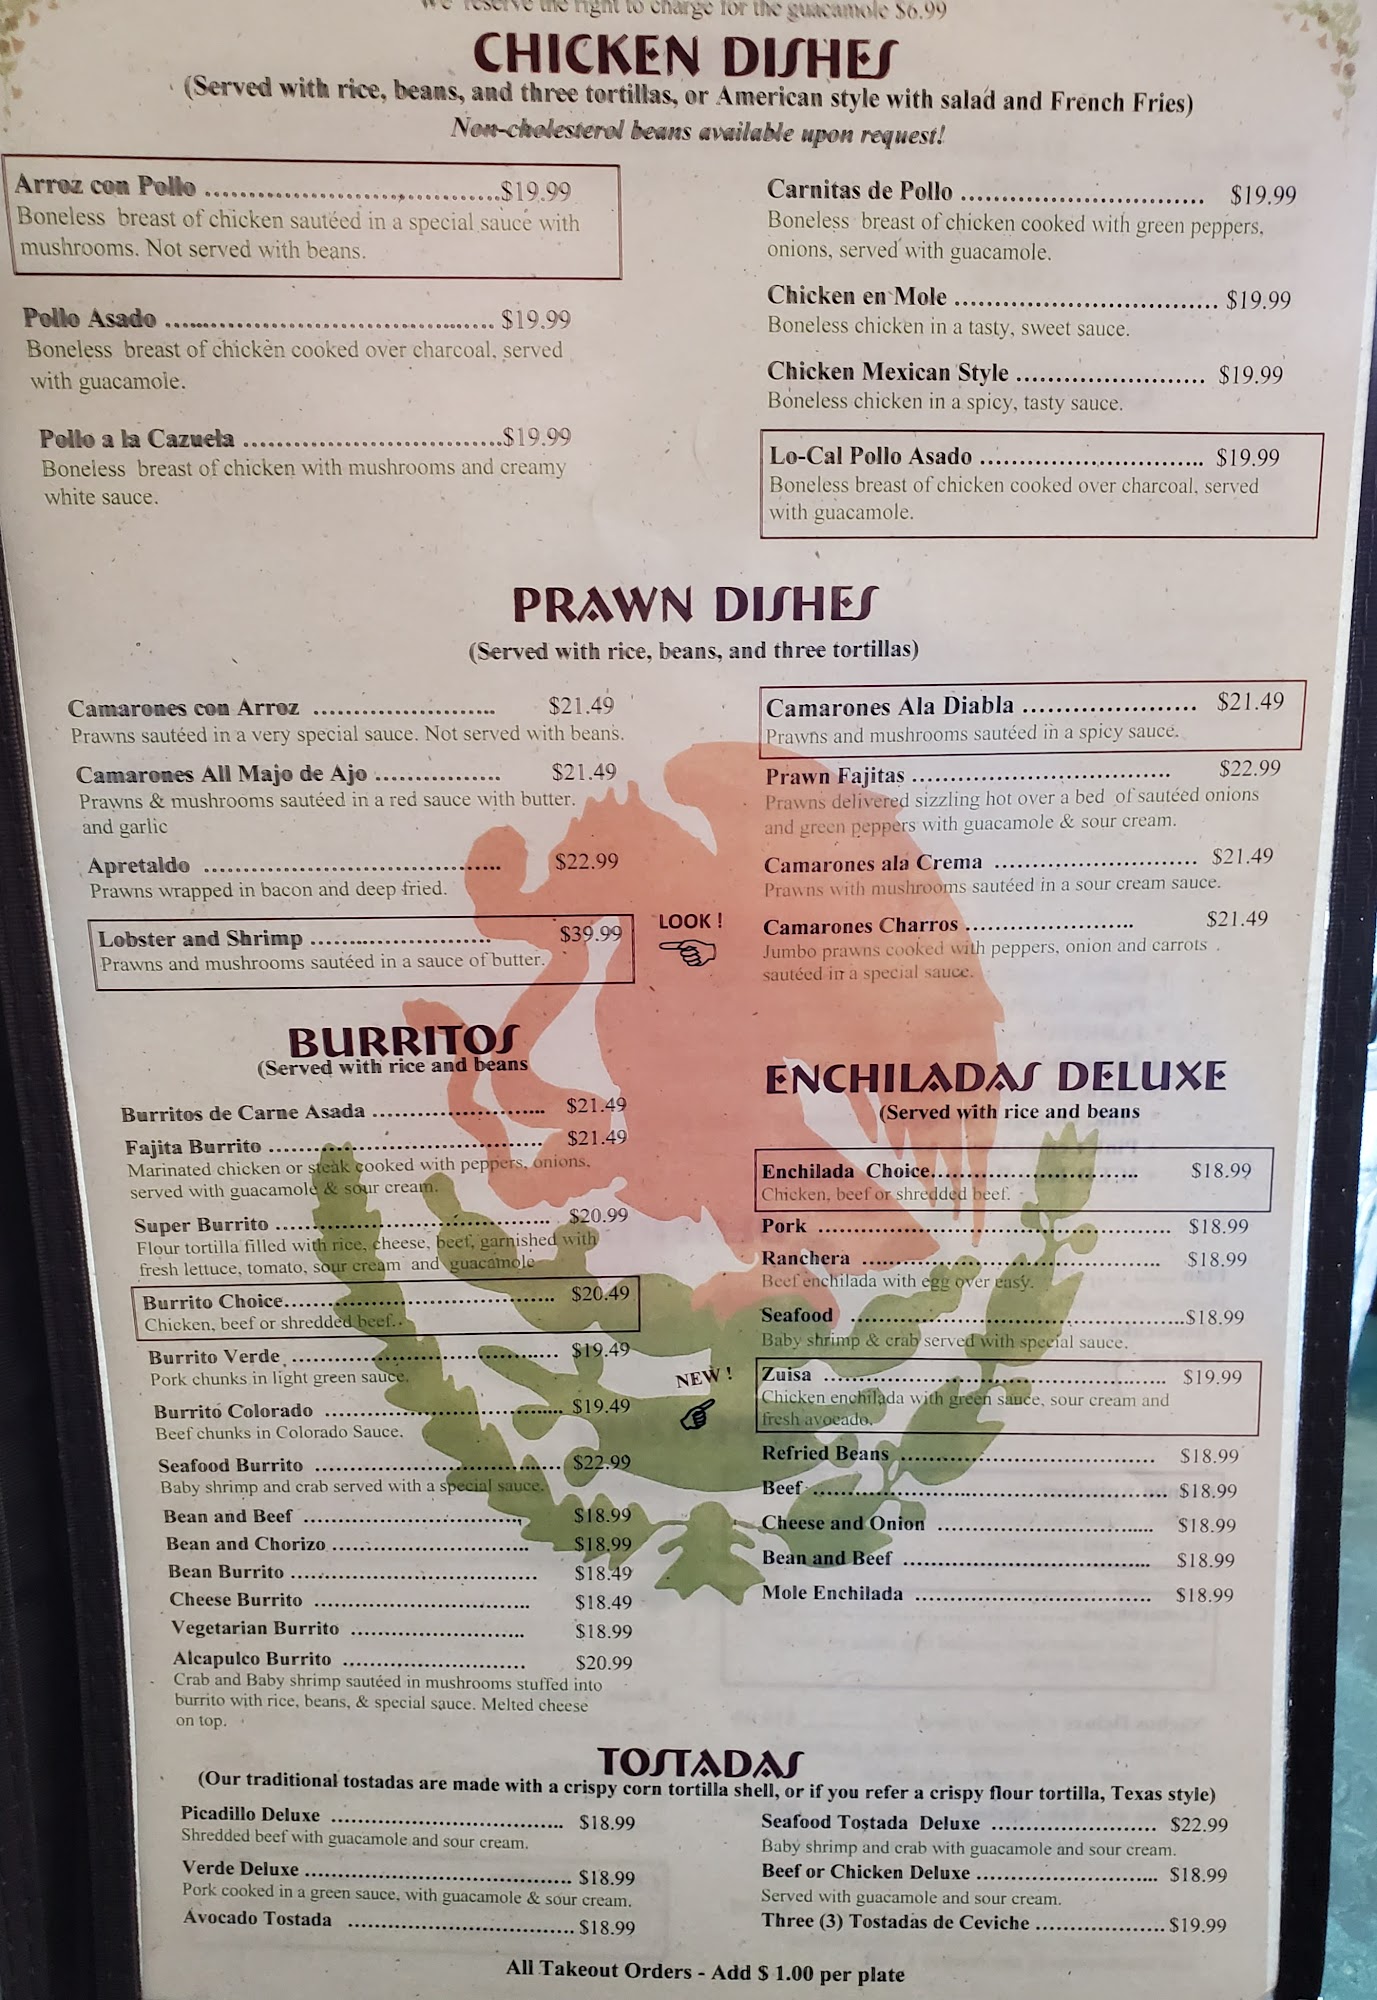 We reserve the right to charge for the guacamole $6.99
CHICKEN DISHES
(Served with rice, beans, and three tortillas, or American style with salad and French Fries)
Non-cholesterol beans available upon request!
Arroz con Pollo ........................................$19.99
Boneless breast of chicken sautéed in a special sauce with
mushrooms. Not served with beans.
Pollo Asado ........................................ $19.99
Boneless breast of chicken cooked over charcoal, served
with guacamole.
Pollo a la Cazuela ................................$19.99
Boneless breast of chicken with mushrooms and creamy
white sauce.
Carnitas de Pollo .............................. $19.99
Boneless breast of chicken cooked with green peppers,
onions, served with guacamole.
Chicken en Mole ................................. $19.99
Boneless chicken in a tasty, sweet sauce.
Chicken Mexican Style ........................ $19.99
Boneless chicken in a spicy, tasty sauce.
Lo-Cal Pollo Asado ............................ $19.99
Boneless breast of chicken cooked over charcoal, served
with guacamole.
PRAWN DISHES
(Served with rice, beans, and three tortillas)
Camarones con Arroz ....................... $21.49
Prawns sautéed in a very special sauce. Not served with beans.
Camarones All Majo de Ajo ................ $21.49
Prawns & mushrooms sautéed in a red sauce with butter.
and garlic
Apretaldo ..................................... $22.99
Prawns wrapped in bacon and deep fried.
Lobster and Shrimp ....................... $39.99
Prawns and mushrooms sautéed in a sauce of butter.
LOOK !
Camarones Ala Diabla ...................... $21.49
Prawns and mushrooms sautéed in a spicy sauce.
Prawn Fajitas ................................ $22.99
Prawns delivered sizzling hot over a bed of sautéed onions
and green peppers with guacamole & sour cream.
Camarones ala Crema ......................... $21.49
Prawns with mushrooms sautéed in a sour cream sauce.
Camarones Charros ..................... $21.49
Jumbo prawns cooked with peppers, onion and carrots
sautéed in a special sauce.
BURRITOS
(Served with rice and beans
Burritos de Carne Asada ...................... $21.49
Fajita Burrito ................................... $21.49
Marinated chicken or steak cooked with peppers, onions,
served with guacamole & sour cream.
Super Burrito ................................... $20.99
Flour tortilla filled with rice, cheese, beef, garnished with
fresh lettuce, tomato, sour cream and guacamole
Burrito Choice.................................. $20.49
Chicken, beef or shredded beef.
Burrito Verde ................................... $19.49
Pork chunks in light green sauce.
Burrito Colorado .............................. $19.49
Beef chunks in Colorado Sauce.
Seafood Burrito ............................... $22.99
Baby shrimp and crab served with a special sauce.
Bean and Beef ............................ $18.99
Bean and Chorizo ......................... $18.99
Bean Burrito ............................... $18.49
Cheese Burrito ........................... $18.49
Vegetarian Burrito ...................... $18.99
Alcapulco Burrito ....................... $20.99
Crab and Baby shrimp sautéed in mushrooms stuffed into
burrito with rice, beans, & special sauce. Melted cheese
on top.
ENCHILADAS DELUXE
(Served with rice and beans
Enchilada Choice........................... $18.99
Chicken, beef or shredded beef.
Pork ............................................. $18.99
Ranchera ...................................... $18.99
Beef enchilada with egg over easy.
Seafood ...........................................$18.99
Baby shrimp & crab served with special sauce.
NEW !
Zuisa ............................................ $19.99
Chicken enchilada with green sauce, sour cream and
fresh avocado.
Refried Beans ................................ $18.99
Beef ............................................. $18.99
Cheese and Onion ........................... $18.99
Bean and Beef ............................... $18.99
Mole Enchilada .............................. $18.99
TOSTADAS
(Our traditional tostadas are made with a crispy corn tortilla shell, or if you refer a crispy flour tortilla, Texas style)
Picadillo Deluxe .............................. $18.99
Shredded beef with guacamole and sour cream.
Verde Deluxe .................................. $18.99
Pork cooked in a green sauce, with guacamole & sour cream.
Avocado Tostada ............................. $18.99
Seafood Tostada Deluxe ..................... $22.99
Baby shrimp and crab with guacamole and sour cream.
Beef or Chicken Deluxe ....................... $18.99
Served with guacamole and sour cream.
Three (3) Tostadas de Ceviche ................. $19.99
All Takeout Orders - Add $ 1.00 per plate